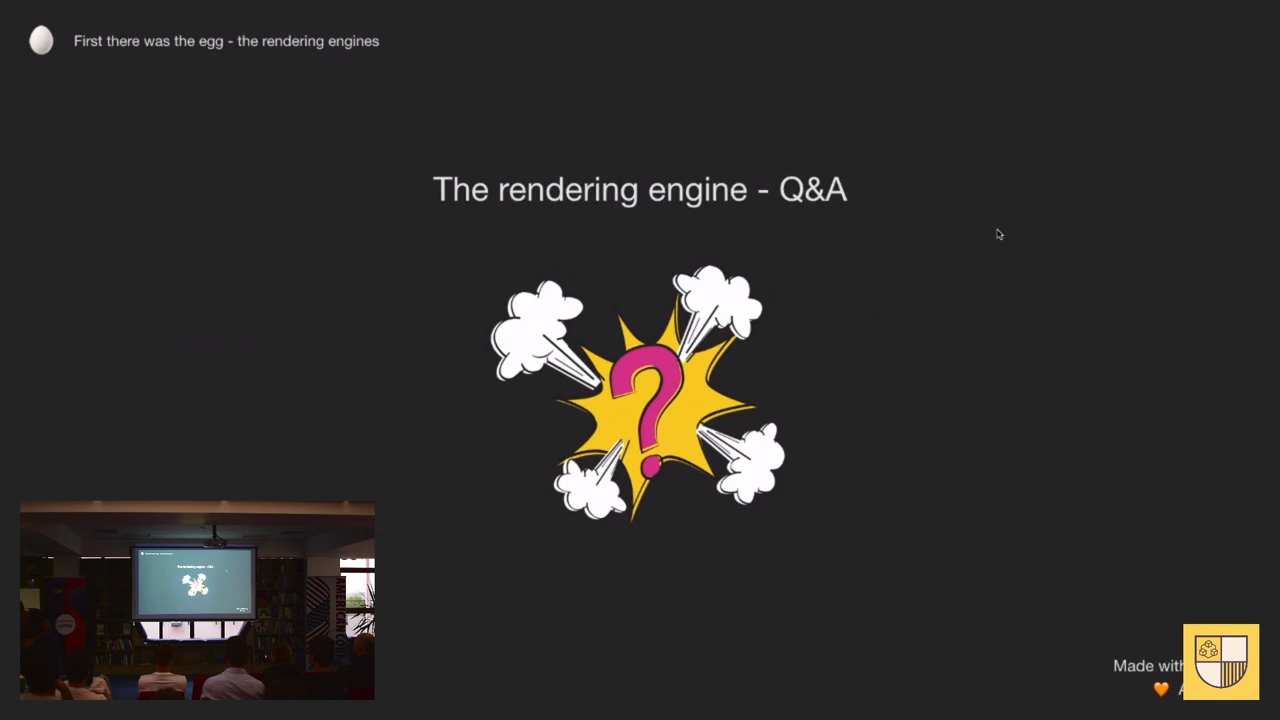 First there was the egg - the rendering engines
The rendering engine - Q&A
Made with